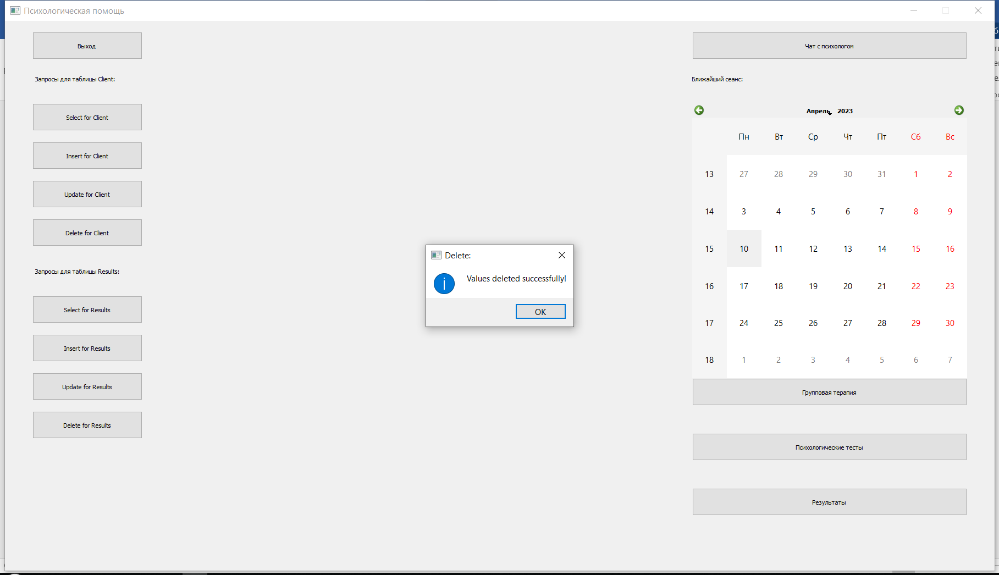 Психологическая помощь
Выход
Запросы для таблицы Client:
Select for Client
Insert for Client
Update for Client
Delete for Client
Запросы для таблицы Results:
Select for Results
Insert for Results
Update for Results
Delete for Results
Delete:
Values deleted successfully!
OK
Чат с психологом
Ближайший сеанс:
Апрель 2023
Пн Вт Ср Чт Пт Сб Вс
13 27 28 29 30 31 1 2
14 3 4 5 6 7 8 9
15 10 11 12 13 14 15 16
16 17 18 19 20 21 22 23
17 24 25 26 27 28 29 30
18 1 2 3 4 5 6 7
Групповая терапия
Психологические тесты
Результаты